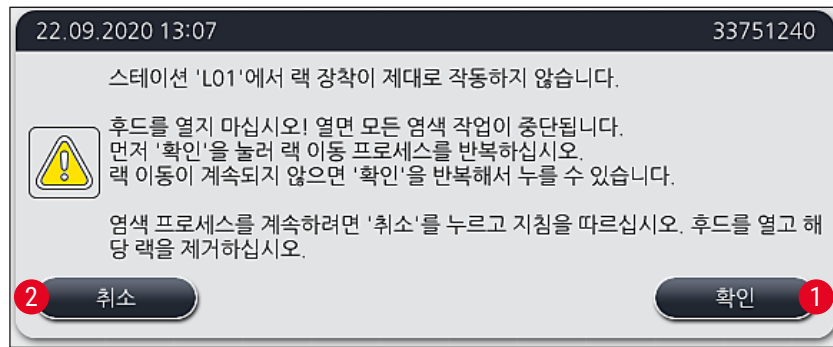 22.09.2020 13:07 33751240
스테이션 'L01'에서 랙 장착이 제대로 작동하지 않습니다.
후드를 열지 마십시오! 열면 모든 염색 작업이 중단됩니다.
먼저 '확인'을 눌러 랙 이동 프로세스를 반복하십시오.
랙 이동이 계속되지 않으면 '확인'을 반복해서 누를 수 있습니다.
염색 프로세스를 계속하려면 '취소'를 누르고 지침을 따르십시오. 후드를 열고 해
당 랙을 제거하십시오.
2 취소 확인 1